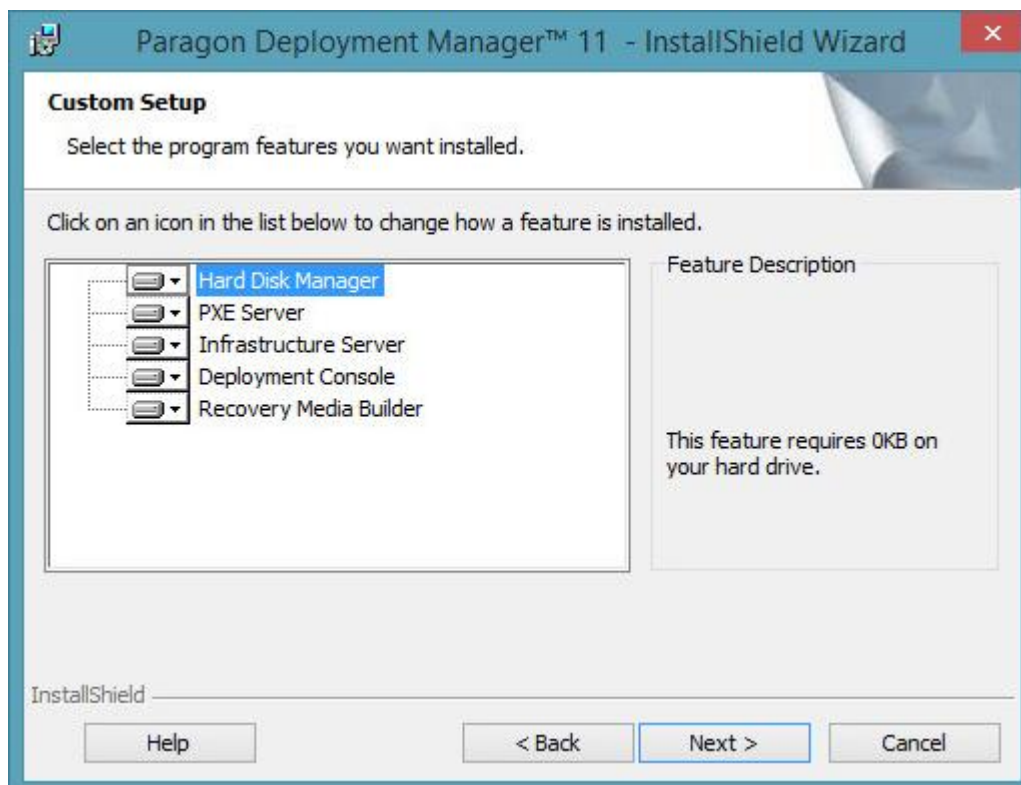 Paragon Deployment Manager™ 11 - InstallShield Wizard
Custom Setup
Select the program features you want installed.
Click on an icon in the list below to change how a feature is installed.
Hard Disk Manager
PXE Server
Infrastructure Server
Deployment Console
Recovery Media Builder
Feature Description
This feature requires 0KB on
your hard drive.
InstallShield
Help
< Back
Next >
Cancel